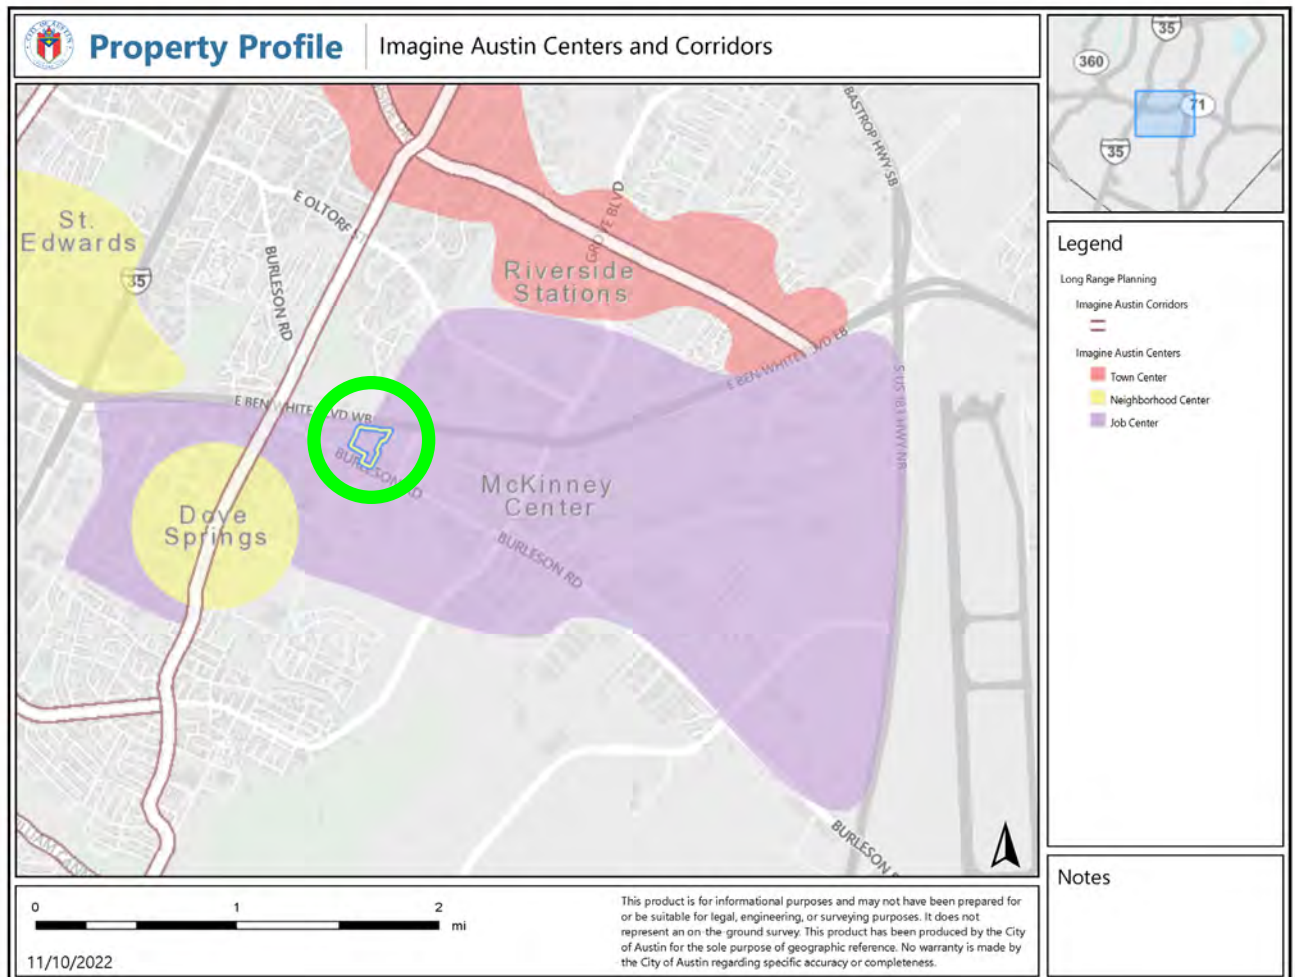 Property Profile
Imagine Austin Centers and Corridors
35
360
71
35
BASTROP HWY SB
E OLTORF ST
GROVE BLVD
St.
Edwards
35
BURLESON RD
Riverside
Stations
E BEN WHITE BLVD EB
S US 183 HWY NB
E BEN WHITE BLVD WB
BURLESON RD
McKinney
Center
Dove
Springs
BURLESON RD
BURLESON
Legend
Long Range Planning
Imagine Austin Corridors
Imagine Austin Centers
Town Center
Neighborhood Center
Job Center
Notes
0 1 2
mi
11/10/2022
This product is for informational purposes and may not have been prepared for
or be suitable for legal, engineering, or surveying purposes. It does not
represent an on-the-ground survey. This product has been produced by the City
of Austin for the sole purpose of geographic reference. No warranty is made by
the City of Austin regarding specific accuracy or completeness.